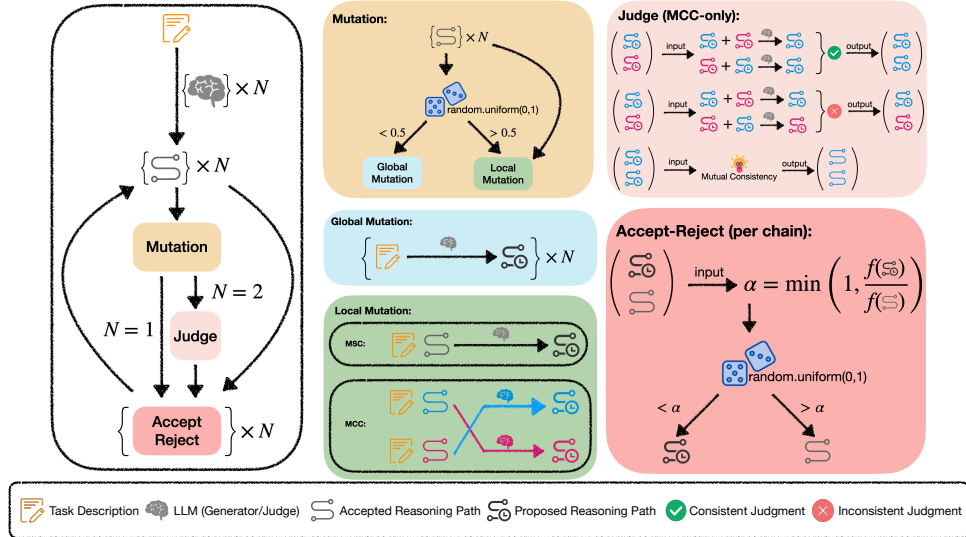 { } × N
{ } × N
Mutation
N = 2
N = 1
Judge
Accept
Reject
{ } × N
Mutation:
{ } × N
random.uniform(0,1)
< 0.5
> 0.5
Global
Mutation
Local
Mutation
Global Mutation:
{ } × N
Local Mutation:
MSC:
MCC:
Judge (MCC-only):
( ) input + + } output ( )
( ) input + + } output ( )
( ) input Mutual Consistency output ( )
Accept-Reject (per chain):
( ) input α = min ( 1, f( ) / f( ) )
random.uniform(0,1)
< α
> α
Task Description
LLM (Generator/Judge)
Accepted Reasoning Path
Proposed Reasoning Path
Consistent Judgment
Inconsistent Judgment